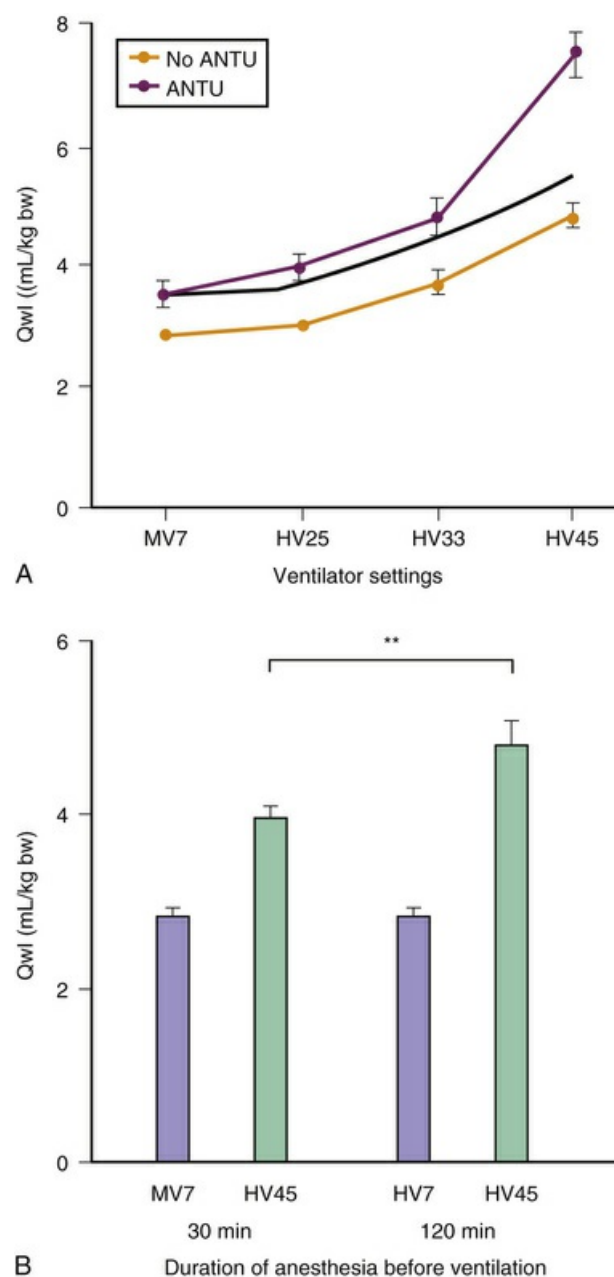 8
No ANTU
ANTU
6
Qwl ((mL/kg bw)
4
2
0
MV7 HV25 HV33 HV45
A Ventilator settings
6
**
4
Qwl (mL/kg bw)
2
0
MV7 HV45 HV7 HV45
30 min 120 min
B Duration of anesthesia before ventilation